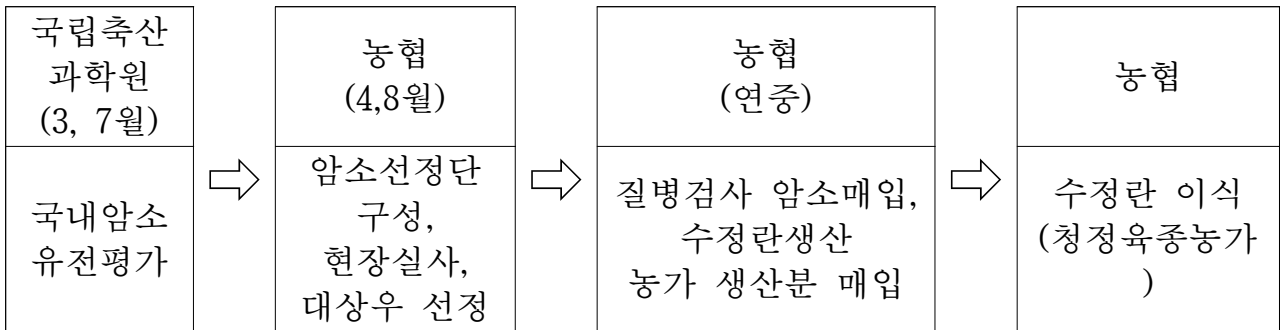 국립축산
과학원
(3, 7월)
국내암소
유전평가
농협
(4,8월)
암소선정단
구성,
현장실사,
대상우 선정
농협
(연중)
질병검사 암소매입,
수정란생산
농가 생산분 매입
농협
수정란 이식
(청정육종농가
)